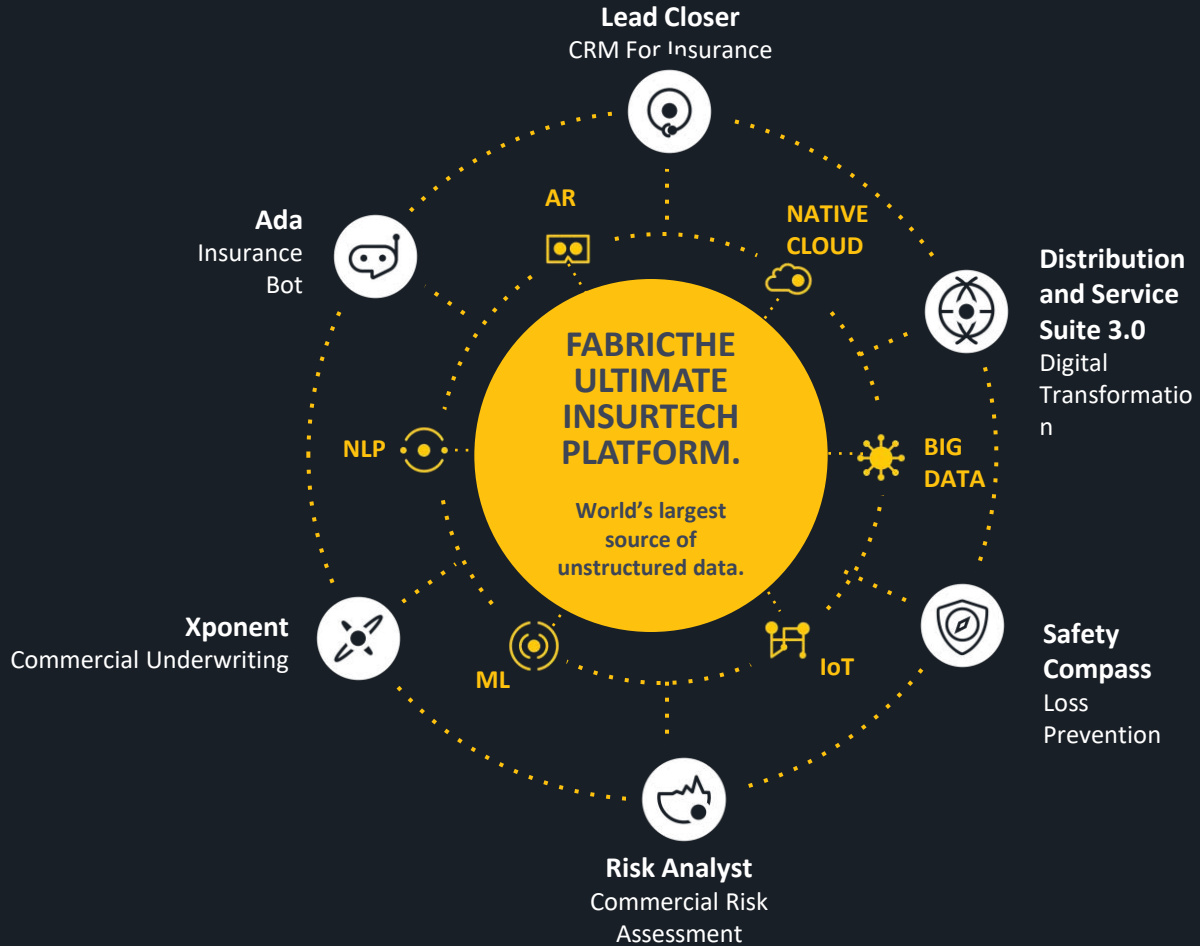 Lead Closer
CRM For Insurance
AR
NATIVE
CLOUD
Ada
Insurance
Bot
Distribution
and Service
Suite 3.0
Digital
Transformatio
n
FABRICTHE
ULTIMATE
INSURTECH
PLATFORM.
World’s largest
source of
unstructured data.
NLP
BIG
DATA
Xponent
Commercial Underwriting
ML
IoT
Safety
Compass
Loss
Prevention
Risk Analyst
Commercial Risk
Assessment